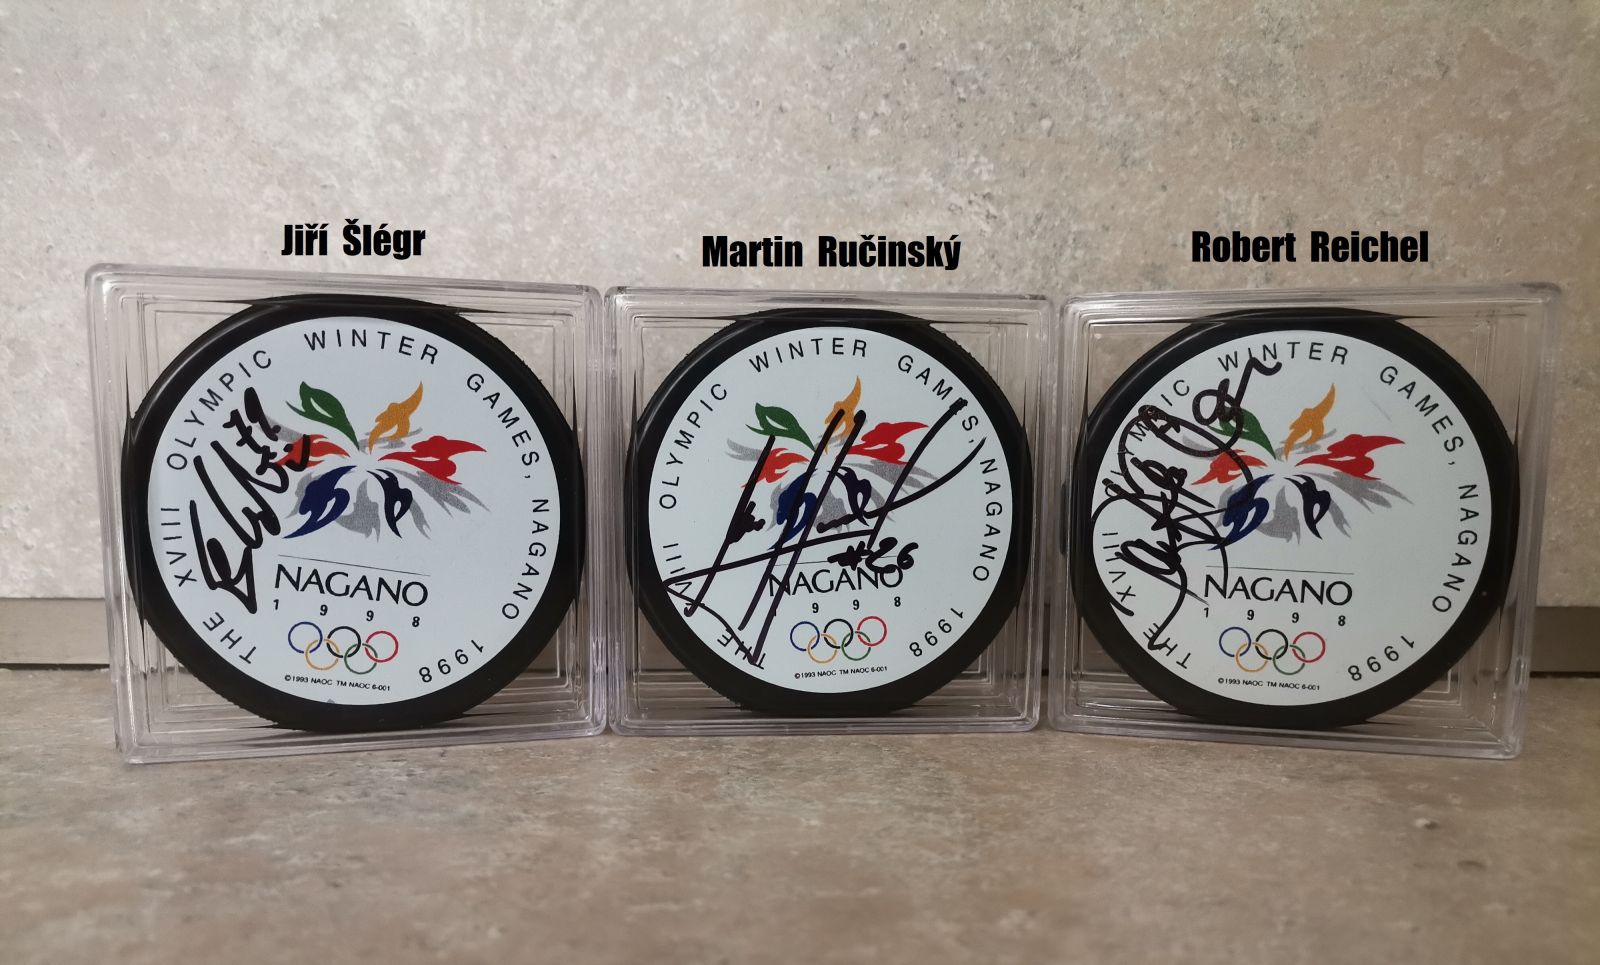 Jiří Šlégr
Martin Ručinský
Robert Reichel
THE XVIII OLYMPIC WINTER GAMES, NAGANO 1998
NAGANO
1998
©1993 NAOC TM NAOC 6-001
THE XVIII OLYMPIC WINTER GAMES, NAGANO 1998
#26
NAGANO
1998
©1993 NAOC TM NAOC 6-001
THE XVIII OLYMPIC WINTER GAMES, NAGANO 1998
NAGANO
1998
©1993 NAOC TM NAOC 6-001